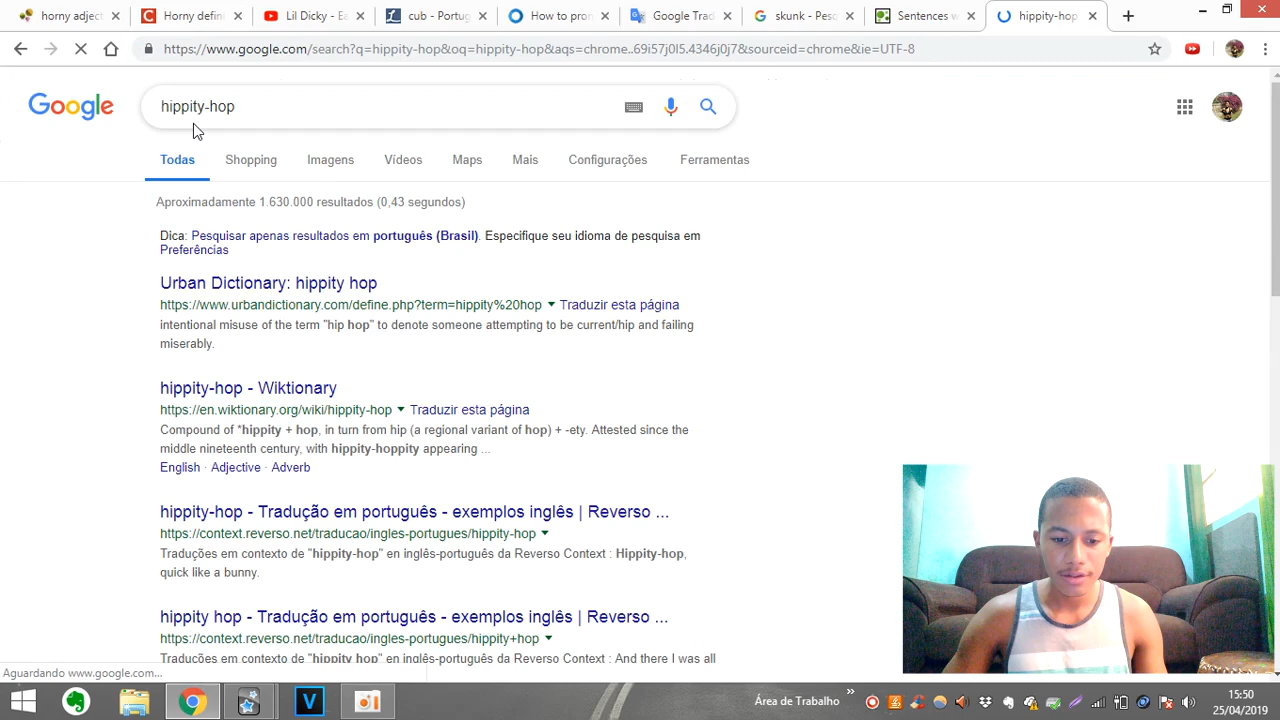 horny adject
Horny defini
Lil Dicky - Ea
cub - Portug
How to pron
Google Trad
skunk - Pesq
Sentences w
hippity-hop
https://www.google.com/search?q=hippity-hop&oq=hippity-hop&aqs=chrome..69i57j0l5.4346j0j7&sourceid=chrome&ie=UTF-8
Google
hippity-hop
Todas Shopping Imagens Vídeos Maps Mais Configurações Ferramentas
Aproximadamente 1.630.000 resultados (0,43 segundos)
Dica: Pesquisar apenas resultados em português (Brasil). Especifique seu idioma de pesquisa em
Preferências
Urban Dictionary: hippity hop
https://www.urbandictionary.com/define.php?term=hippity%20hop Traduzir esta página
intentional misuse of the term "hip hop" to denote someone attempting to be current/hip and failing
miserably.
hippity-hop - Wiktionary
https://en.wiktionary.org/wiki/hippity-hop Traduzir esta página
Compound of *hippity + hop, in turn from hip (a regional variant of hop) + -ety. Attested since the
middle nineteenth century, with hippity-hoppity appearing ...
English · Adjective · Adverb
hippity-hop - Tradução em português - exemplos inglês | Reverso ...
https://context.reverso.net/traducao/ingles-portugues/hippity-hop
Traduções em contexto de "hippity-hop" en inglês-português da Reverso Context : Hippity-hop,
quick like a bunny.
hippity hop - Tradução em português - exemplos inglês | Reverso ...
https://context.reverso.net/traducao/ingles-portugues/hippity+hop
Traduções em contexto de "hippity hop" en inglês-português da Reverso Context : And there I was all
Aguardando www.google.com...
Área de Trabalho
15:50
25/04/2019